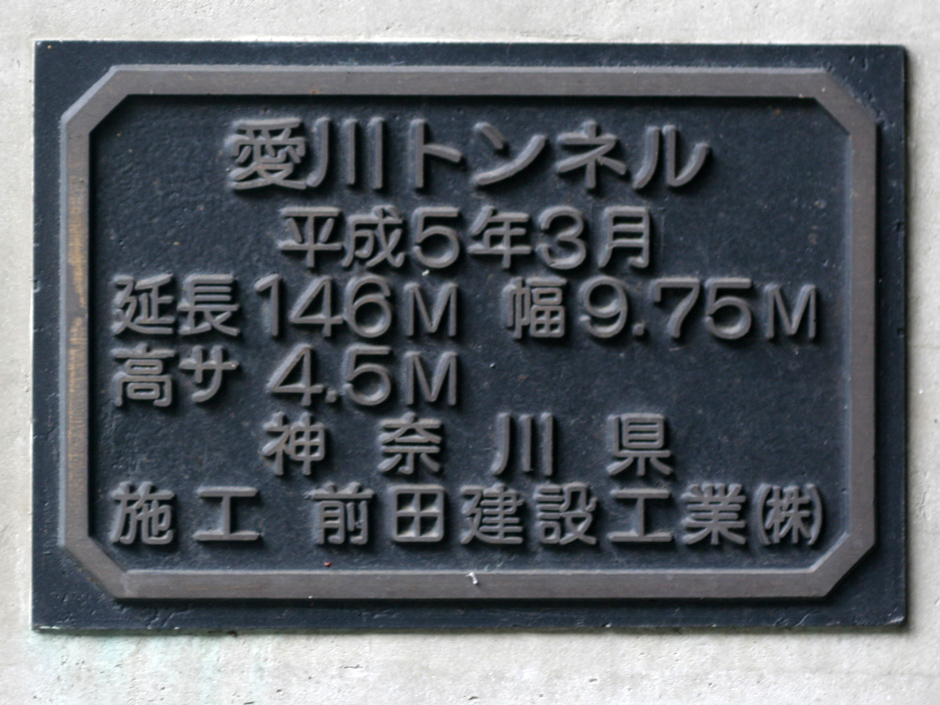 愛川トンネル
平成5年3月
延長146M 幅9.75M
高サ 4.5M
神奈川県
施工 前田建設工業㈱